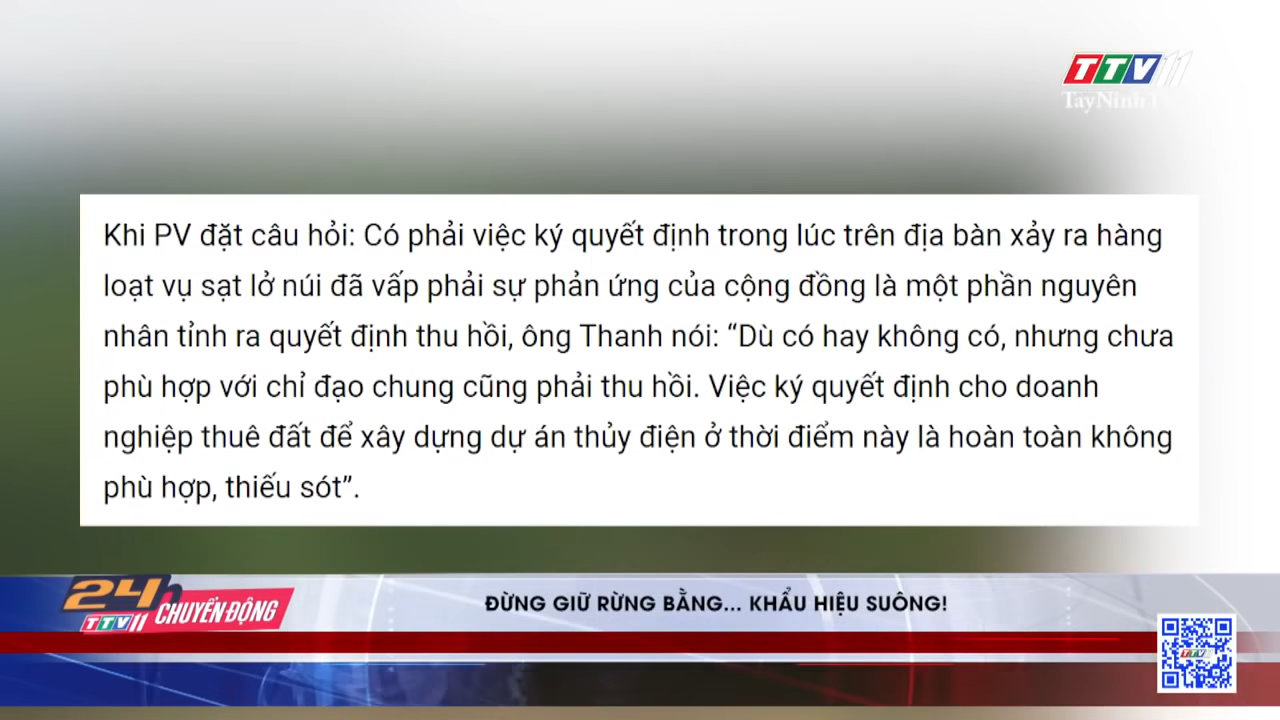 TTV11
TayNinh
Khi PV đặt câu hỏi: Có phải việc ký quyết định trong lúc trên địa bàn xảy ra hàng
loạt vụ sạt lở núi đã vấp phải sự phản ứng của cộng đồng là một phần nguyên
nhân tỉnh ra quyết định thu hồi, ông Thanh nói: “Dù có hay không có, nhưng chưa
phù hợp với chỉ đạo chung cũng phải thu hồi. Việc ký quyết định cho doanh
nghiệp thuê đất để xây dựng dự án thủy điện ở thời điểm này là hoàn toàn không
phù hợp, thiếu sót”.
24h
TTV11
CHUYỂN ĐỘNG
ĐỪNG GIỮ RỪNG BẰNG... KHẨU HIỆU SUÔNG!
TTV